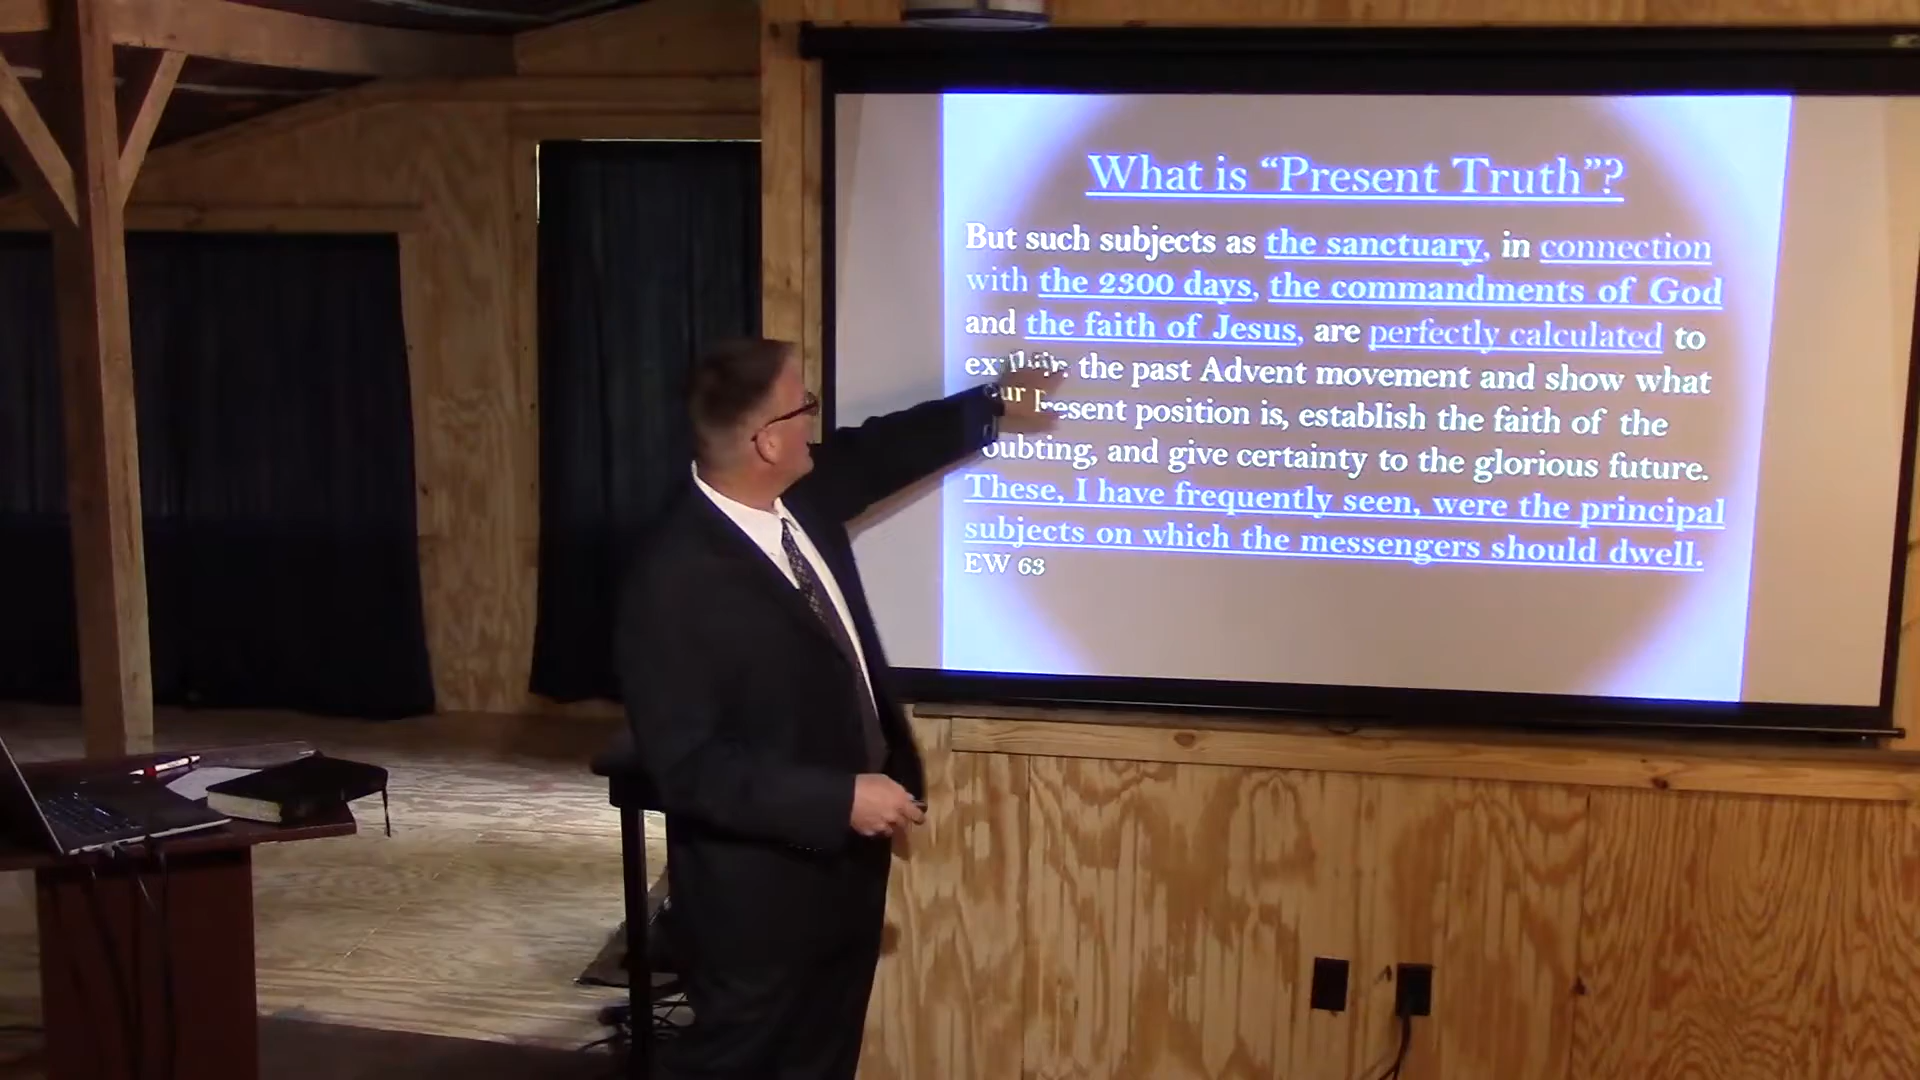 What is “Present Truth”?
But such subjects as the sanctuary, in connection
with the 2300 days, the commandments of God
and the faith of Jesus, are perfectly calculated to
the past Advent movement and show what
present position is, establish the faith of the
and give certainty to the glorious future.
These, I have frequently seen, were the principal
subjects on which the messengers should dwell.
EW 63